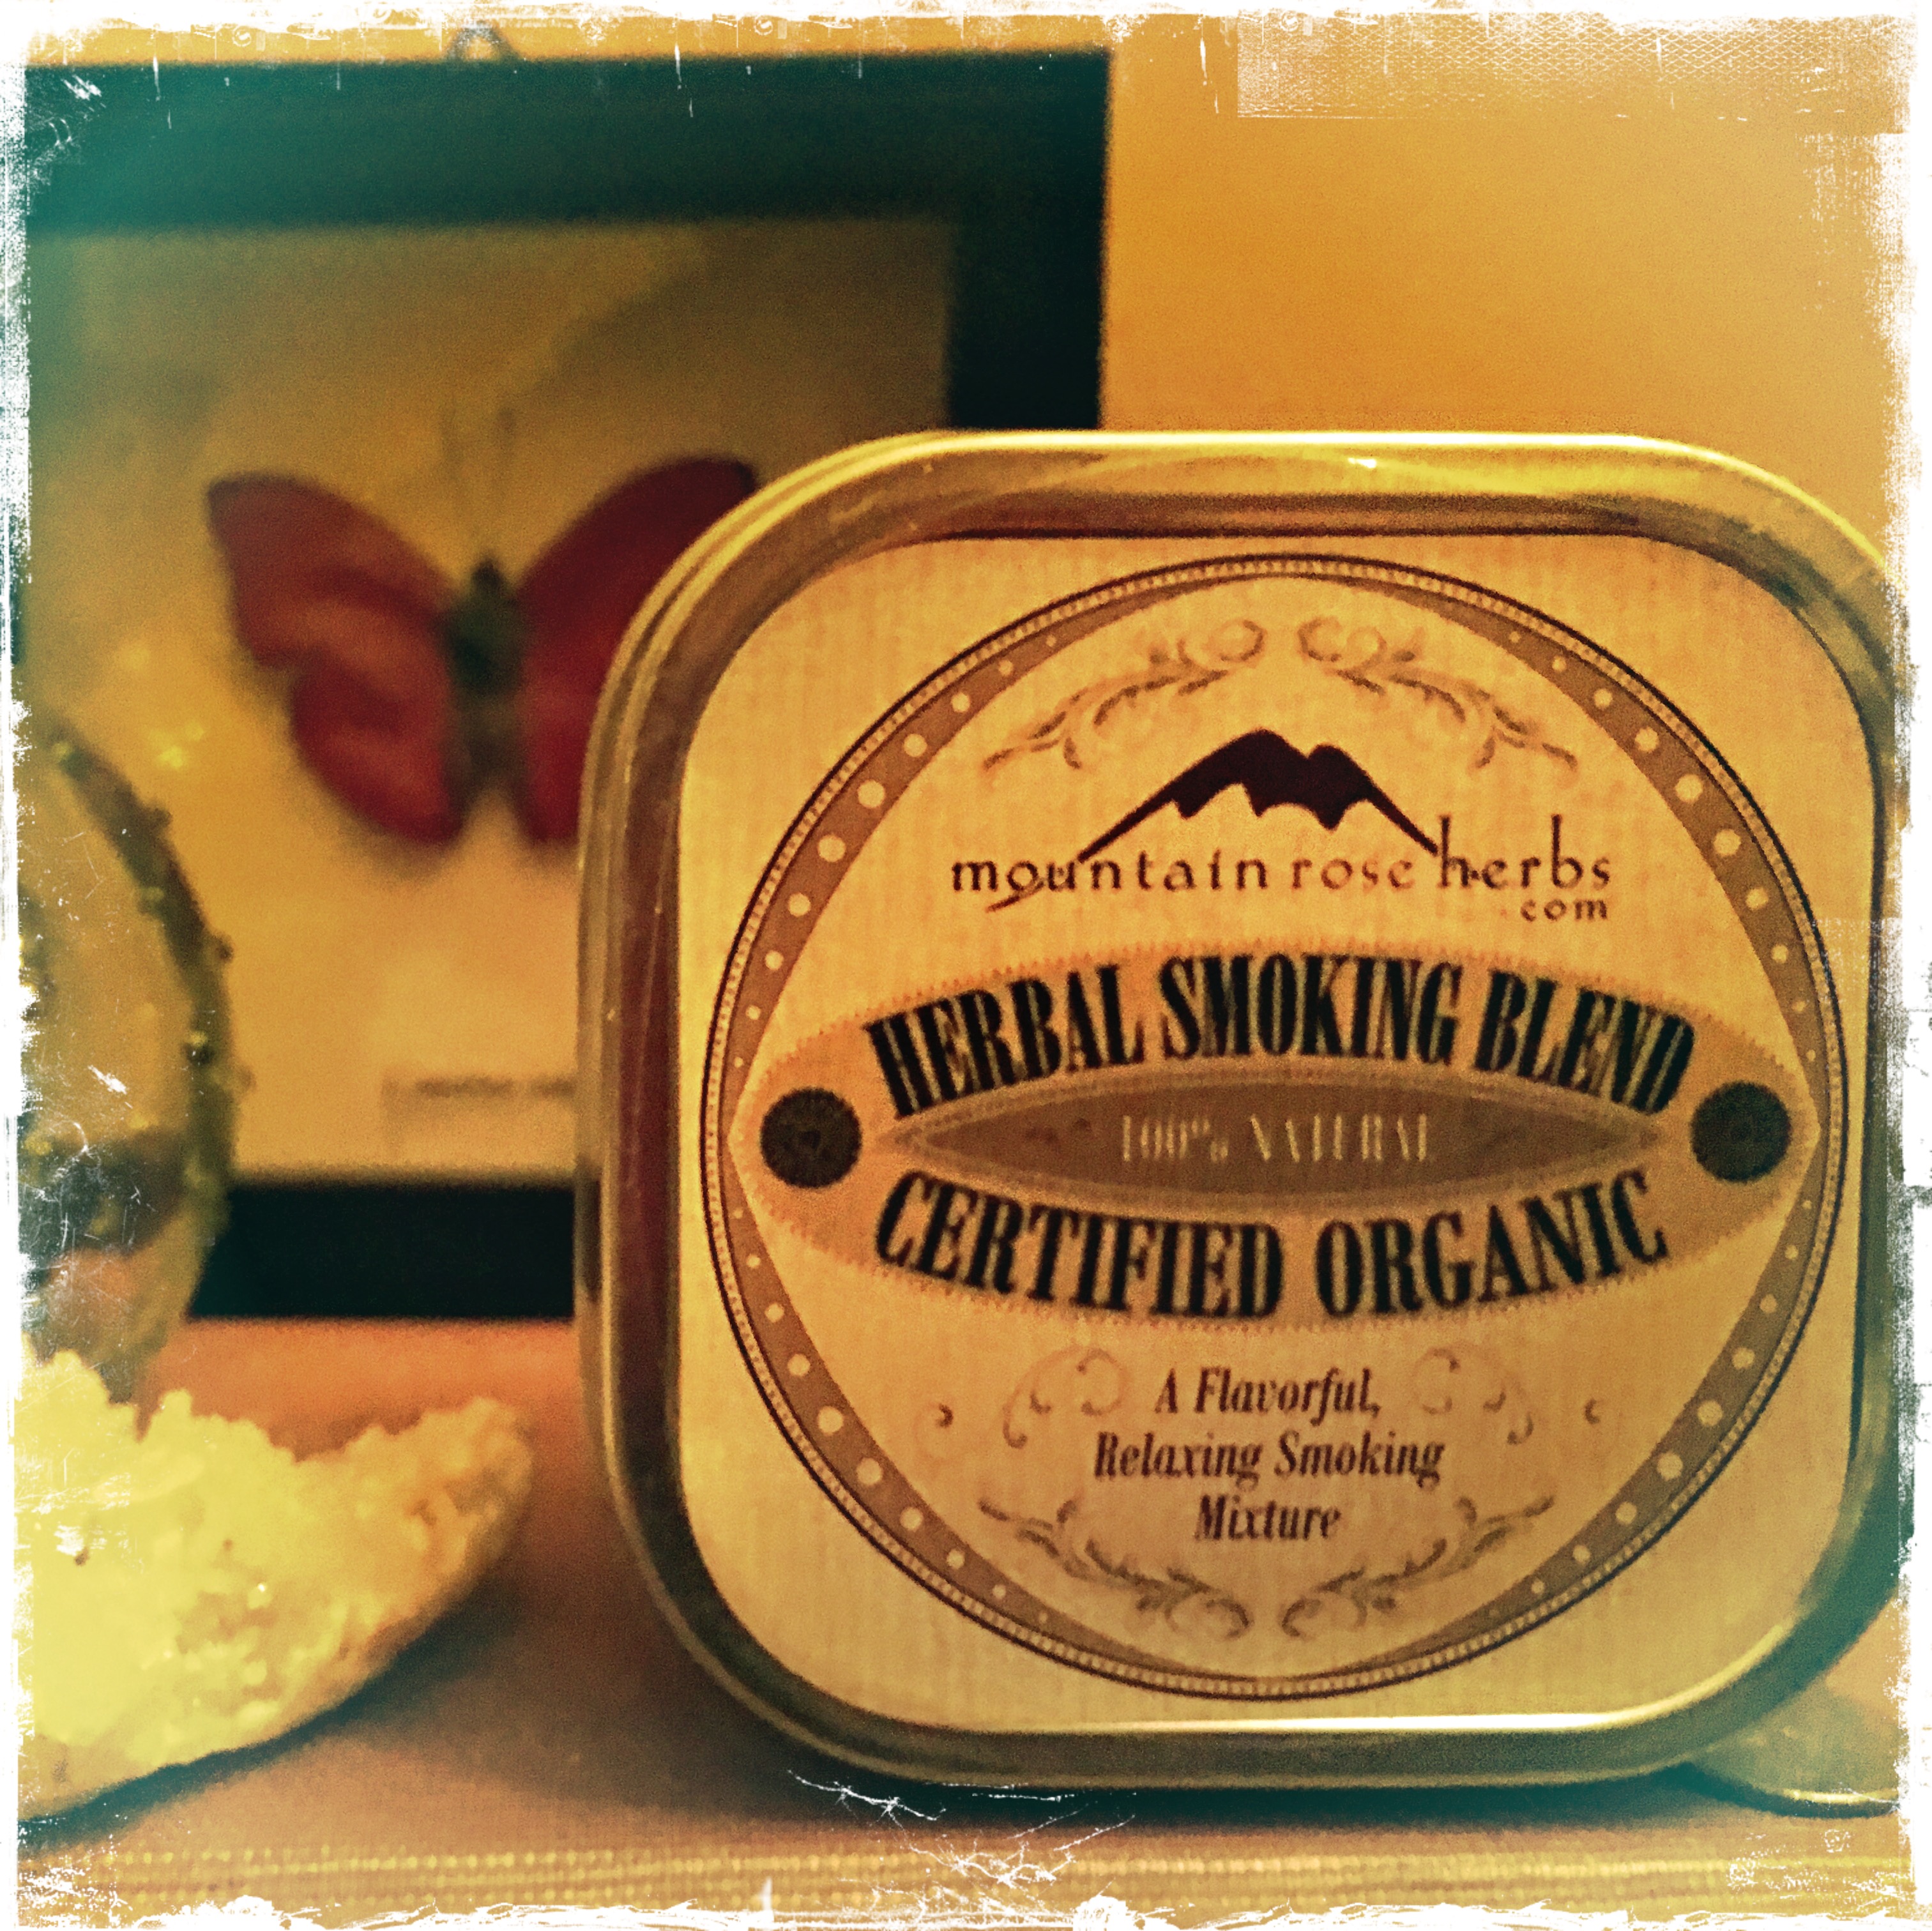 mountain rose herbs
com
HERBAL SMOKING BLEND
100% NATURAL
CERTIFIED ORGANIC
A Flavorful,
Relaxing Smoking
Mixture